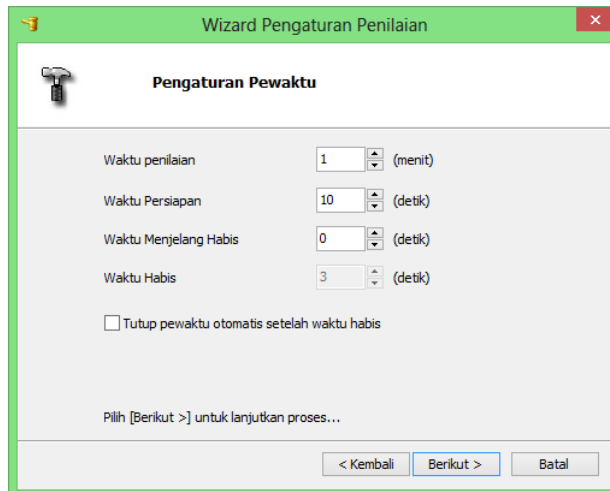 Wizard Pengaturan Penilaian
Pengaturan Pewaktu
Waktu penilaian 1 (menit)
Waktu Persiapan 10 (detik)
Waktu Menjelang Habis 0 (detik)
Waktu Habis 3 (detik)
Tutup pewaktu otomatis setelah waktu habis
Pilih [Berikut >] untuk lanjutkan proses...
< Kembali Berikut > Batal